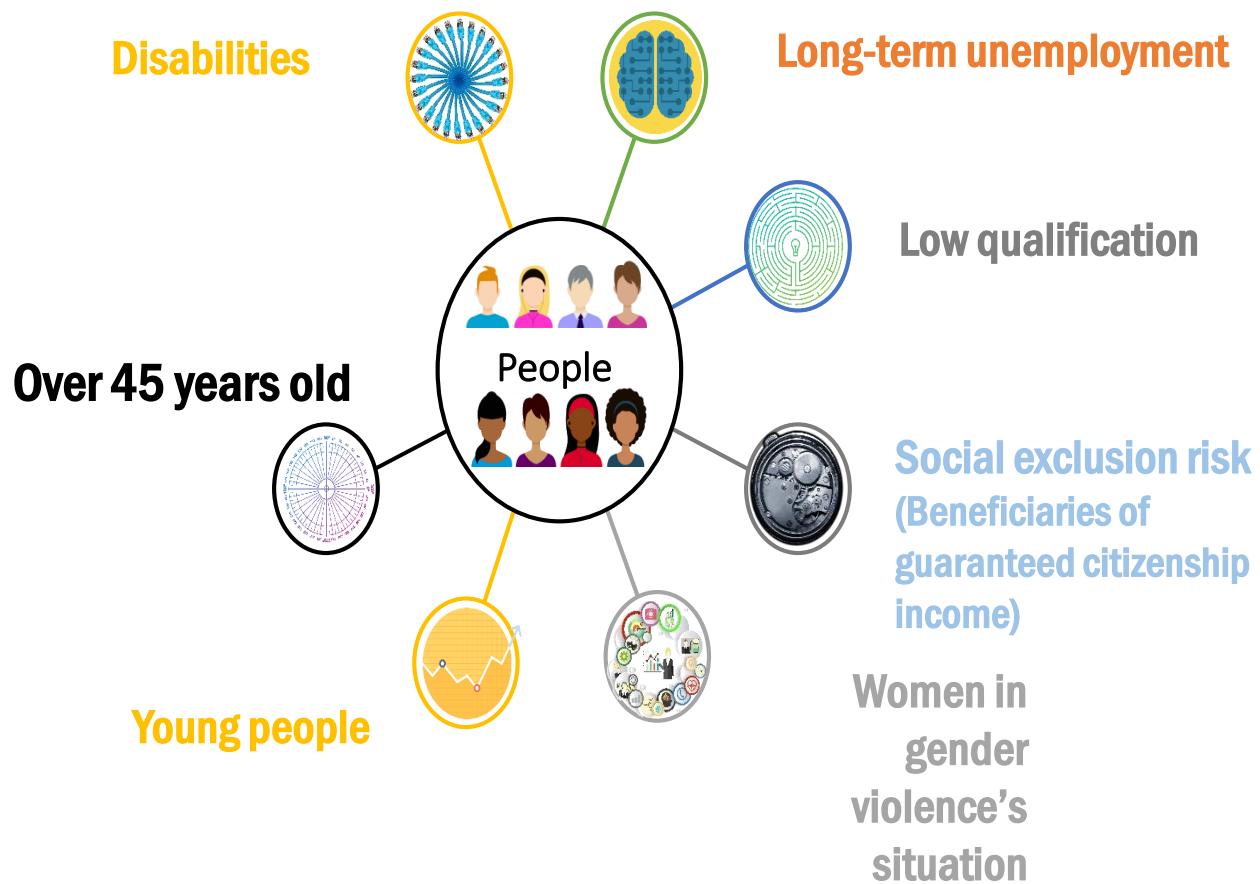 Disabilities
Long-term unemployment
Low qualification
People
Over 45 years old
Social exclusion risk
(Beneficiaries of
guaranteed citizenship
income)
Young people
Women in
gender
violence’s
situation